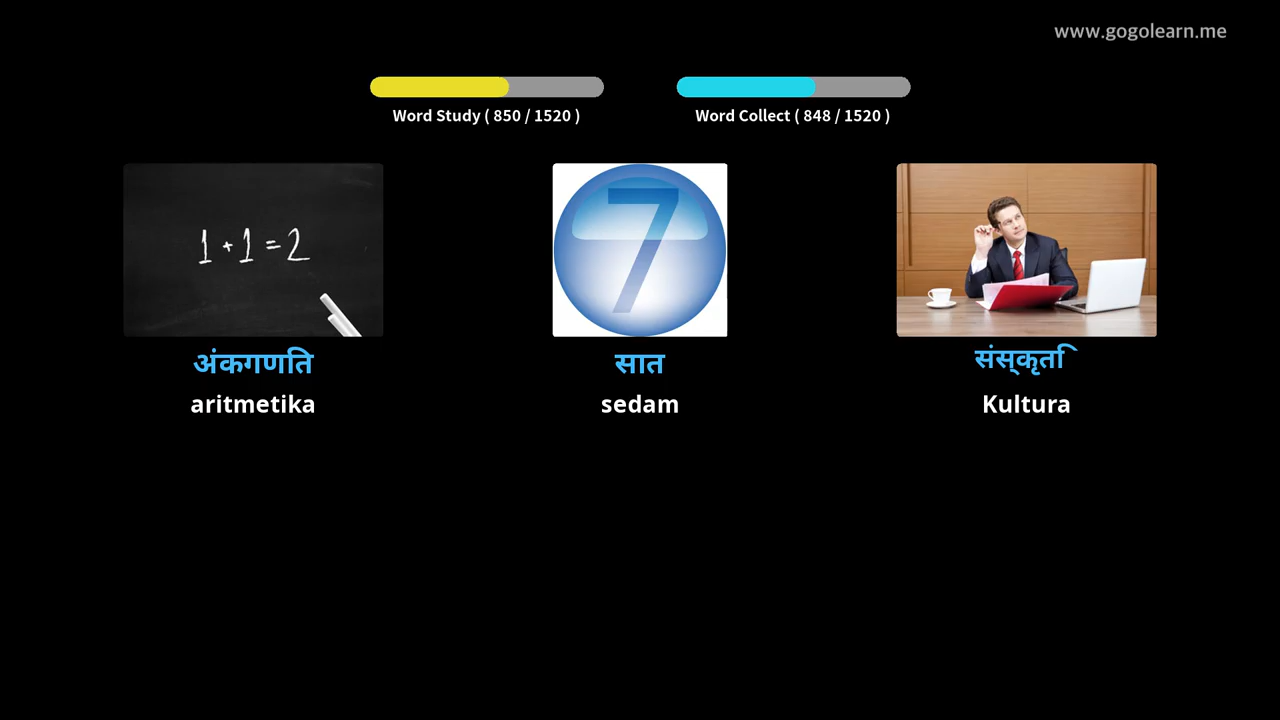 www.gogolearn.me
Word Study ( 850 / 1520 )
Word Collect ( 848 / 1520 )
1 + 1 = 2
7
अंकगणति
सात
संस्कृतिे
aritmetika
sedam
Kultura